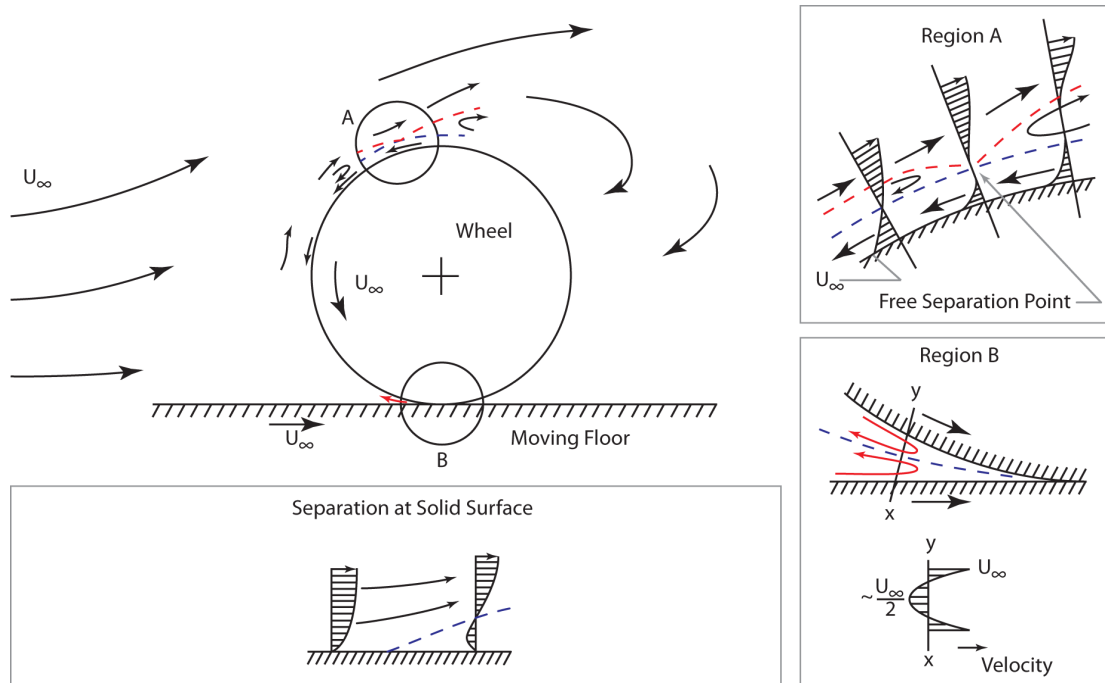 A
U∞
Wheel
U∞
U∞
Moving Floor
B
Region A
U∞
Free Separation Point
Region B
y
x
y
U∞
~ U∞
2
x
Velocity
Separation at Solid Surface